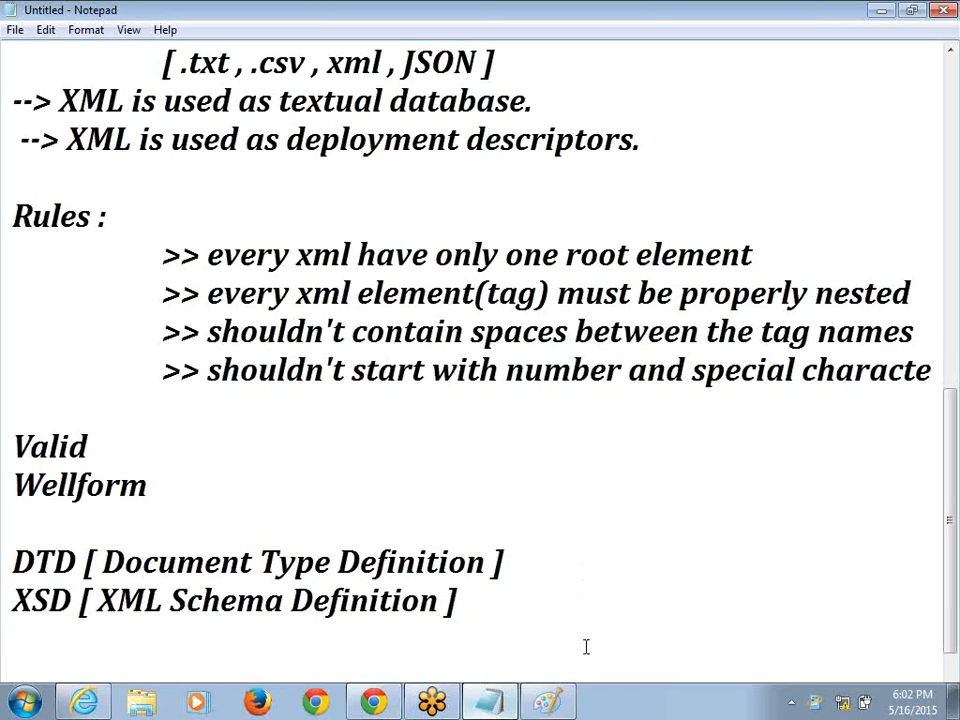 Untitled - Notepad
File Edit Format View Help
[ .txt , .csv , xml , JSON ]
--> XML is used as textual database.
--> XML is used as deployment descriptors.
Rules :
>> every xml have only one root element
>> every xml element(tag) must be properly nested
>> shouldn't contain spaces between the tag names
>> shouldn't start with number and special characte
Valid
Wellform
DTD [ Document Type Definition ]
XSD [ XML Schema Definition ]
6:02 PM
5/16/2015